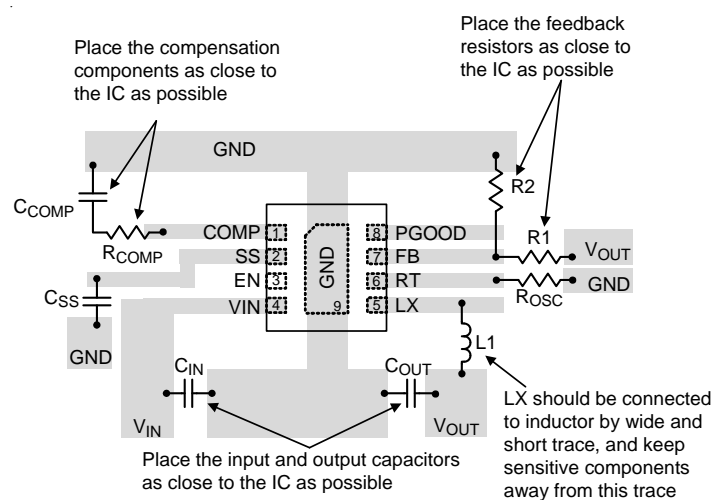 Place the compensation
components as close to
the IC as possible
Place the feedback
resistors as close to
the IC as possible
GND
R2
CCOMP
RCOMP
COMP 1
8 PGOOD
R1
VOUT
SS 2
7 FB
EN 3
GND
6 RT
ROSC
GND
CSS
VIN 4
9
5 LX
GND
L1
CIN
COUT
VIN
VOUT
Place the input and output capacitors
as close to the IC as possible
LX should be connected
to inductor by wide and
short trace, and keep
sensitive components
away from this trace